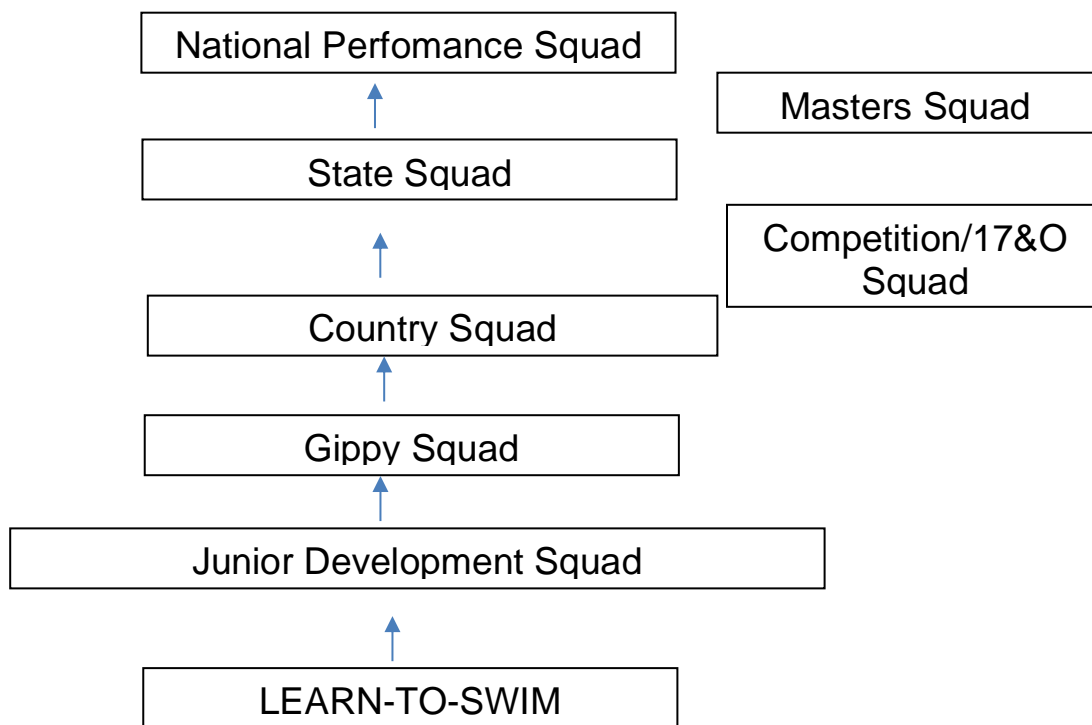 National Perfomance Squad
Masters Squad
State Squad
Competition/17&O
Squad
Country Squad
Gippy Squad
Junior Development Squad
LEARN-TO-SWIM